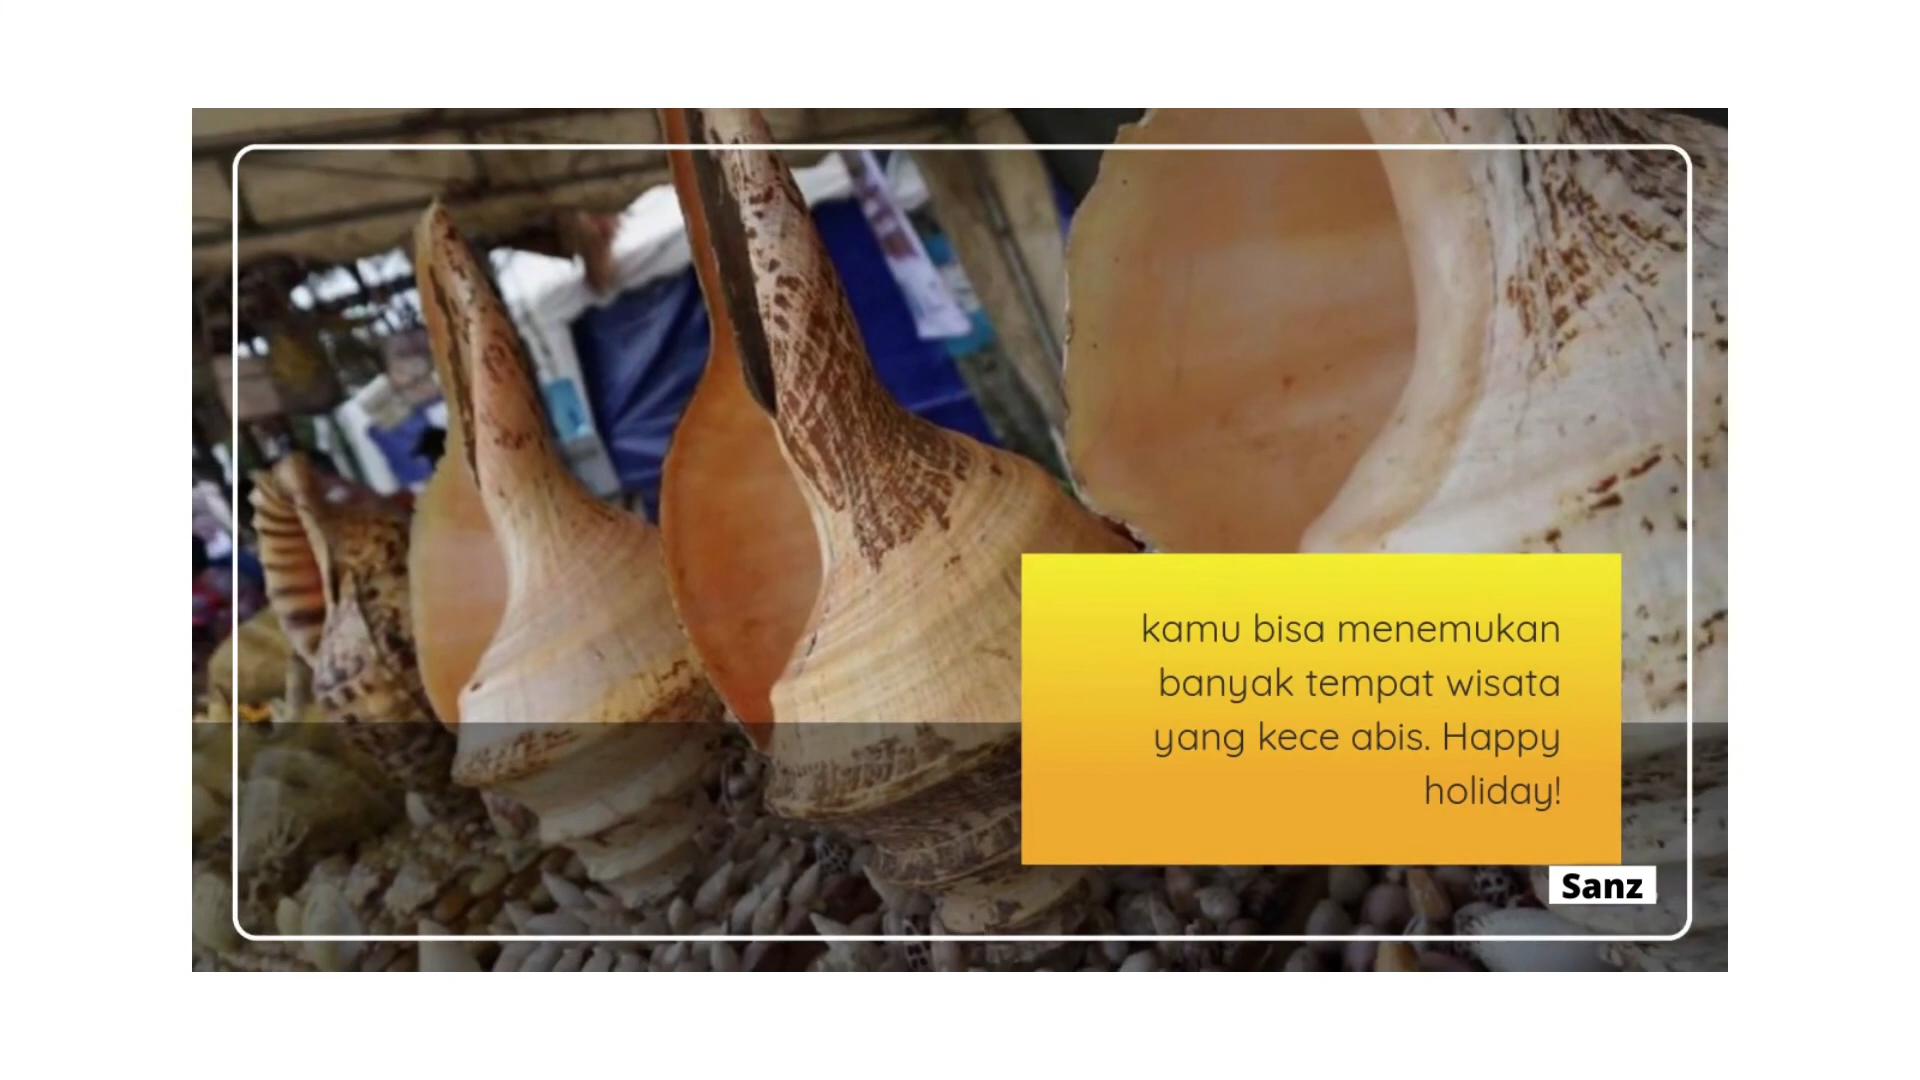 kamu bisa menemukan
banyak tempat wisata
yang kece abis. Happy
holiday!
Sanz